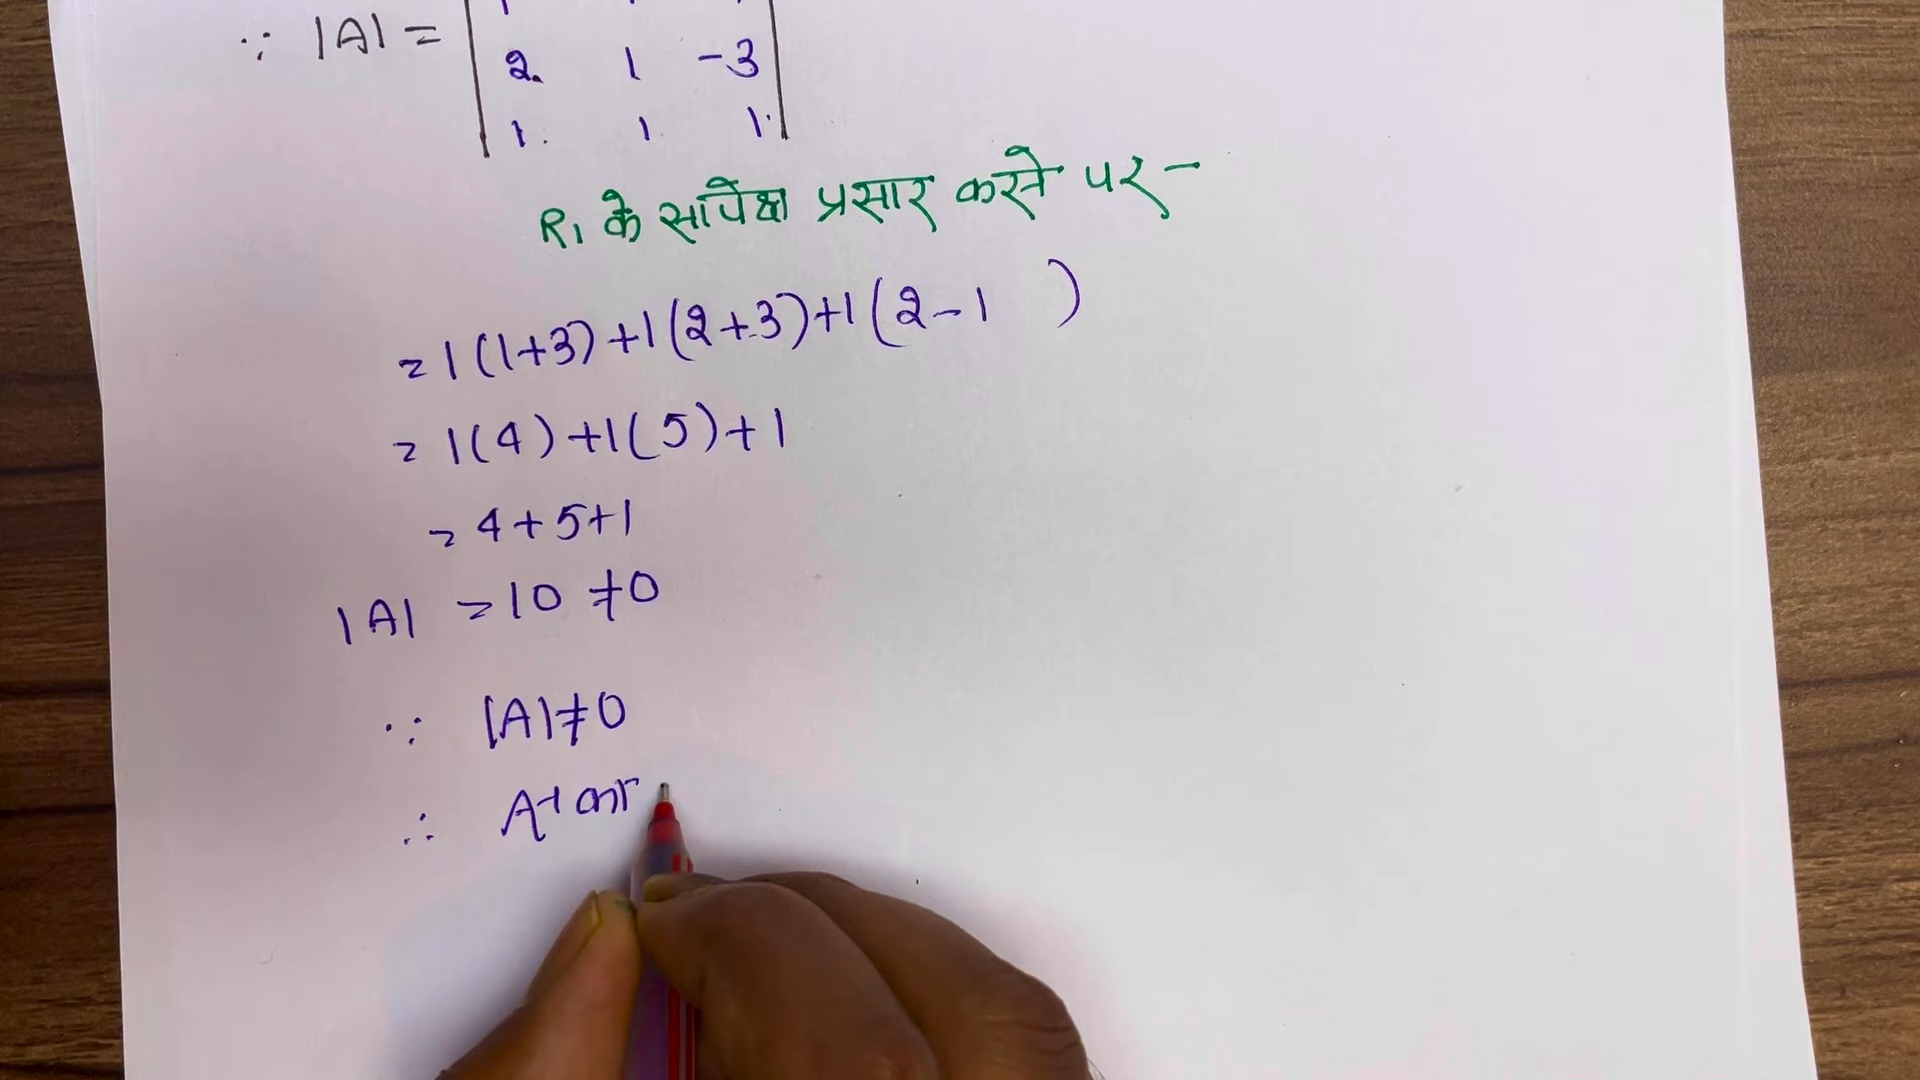 ∵ |A| =
2 1 -3
1 1 1
R1 के सापेक्ष प्रसार करने पर -
= 1(1+3)+1(2+3)+1(2-1 )
= 1(4)+1(5)+1
= 4+5+1
|A| = 10 ≠0
∵ |A|≠0
∴ A-1 का